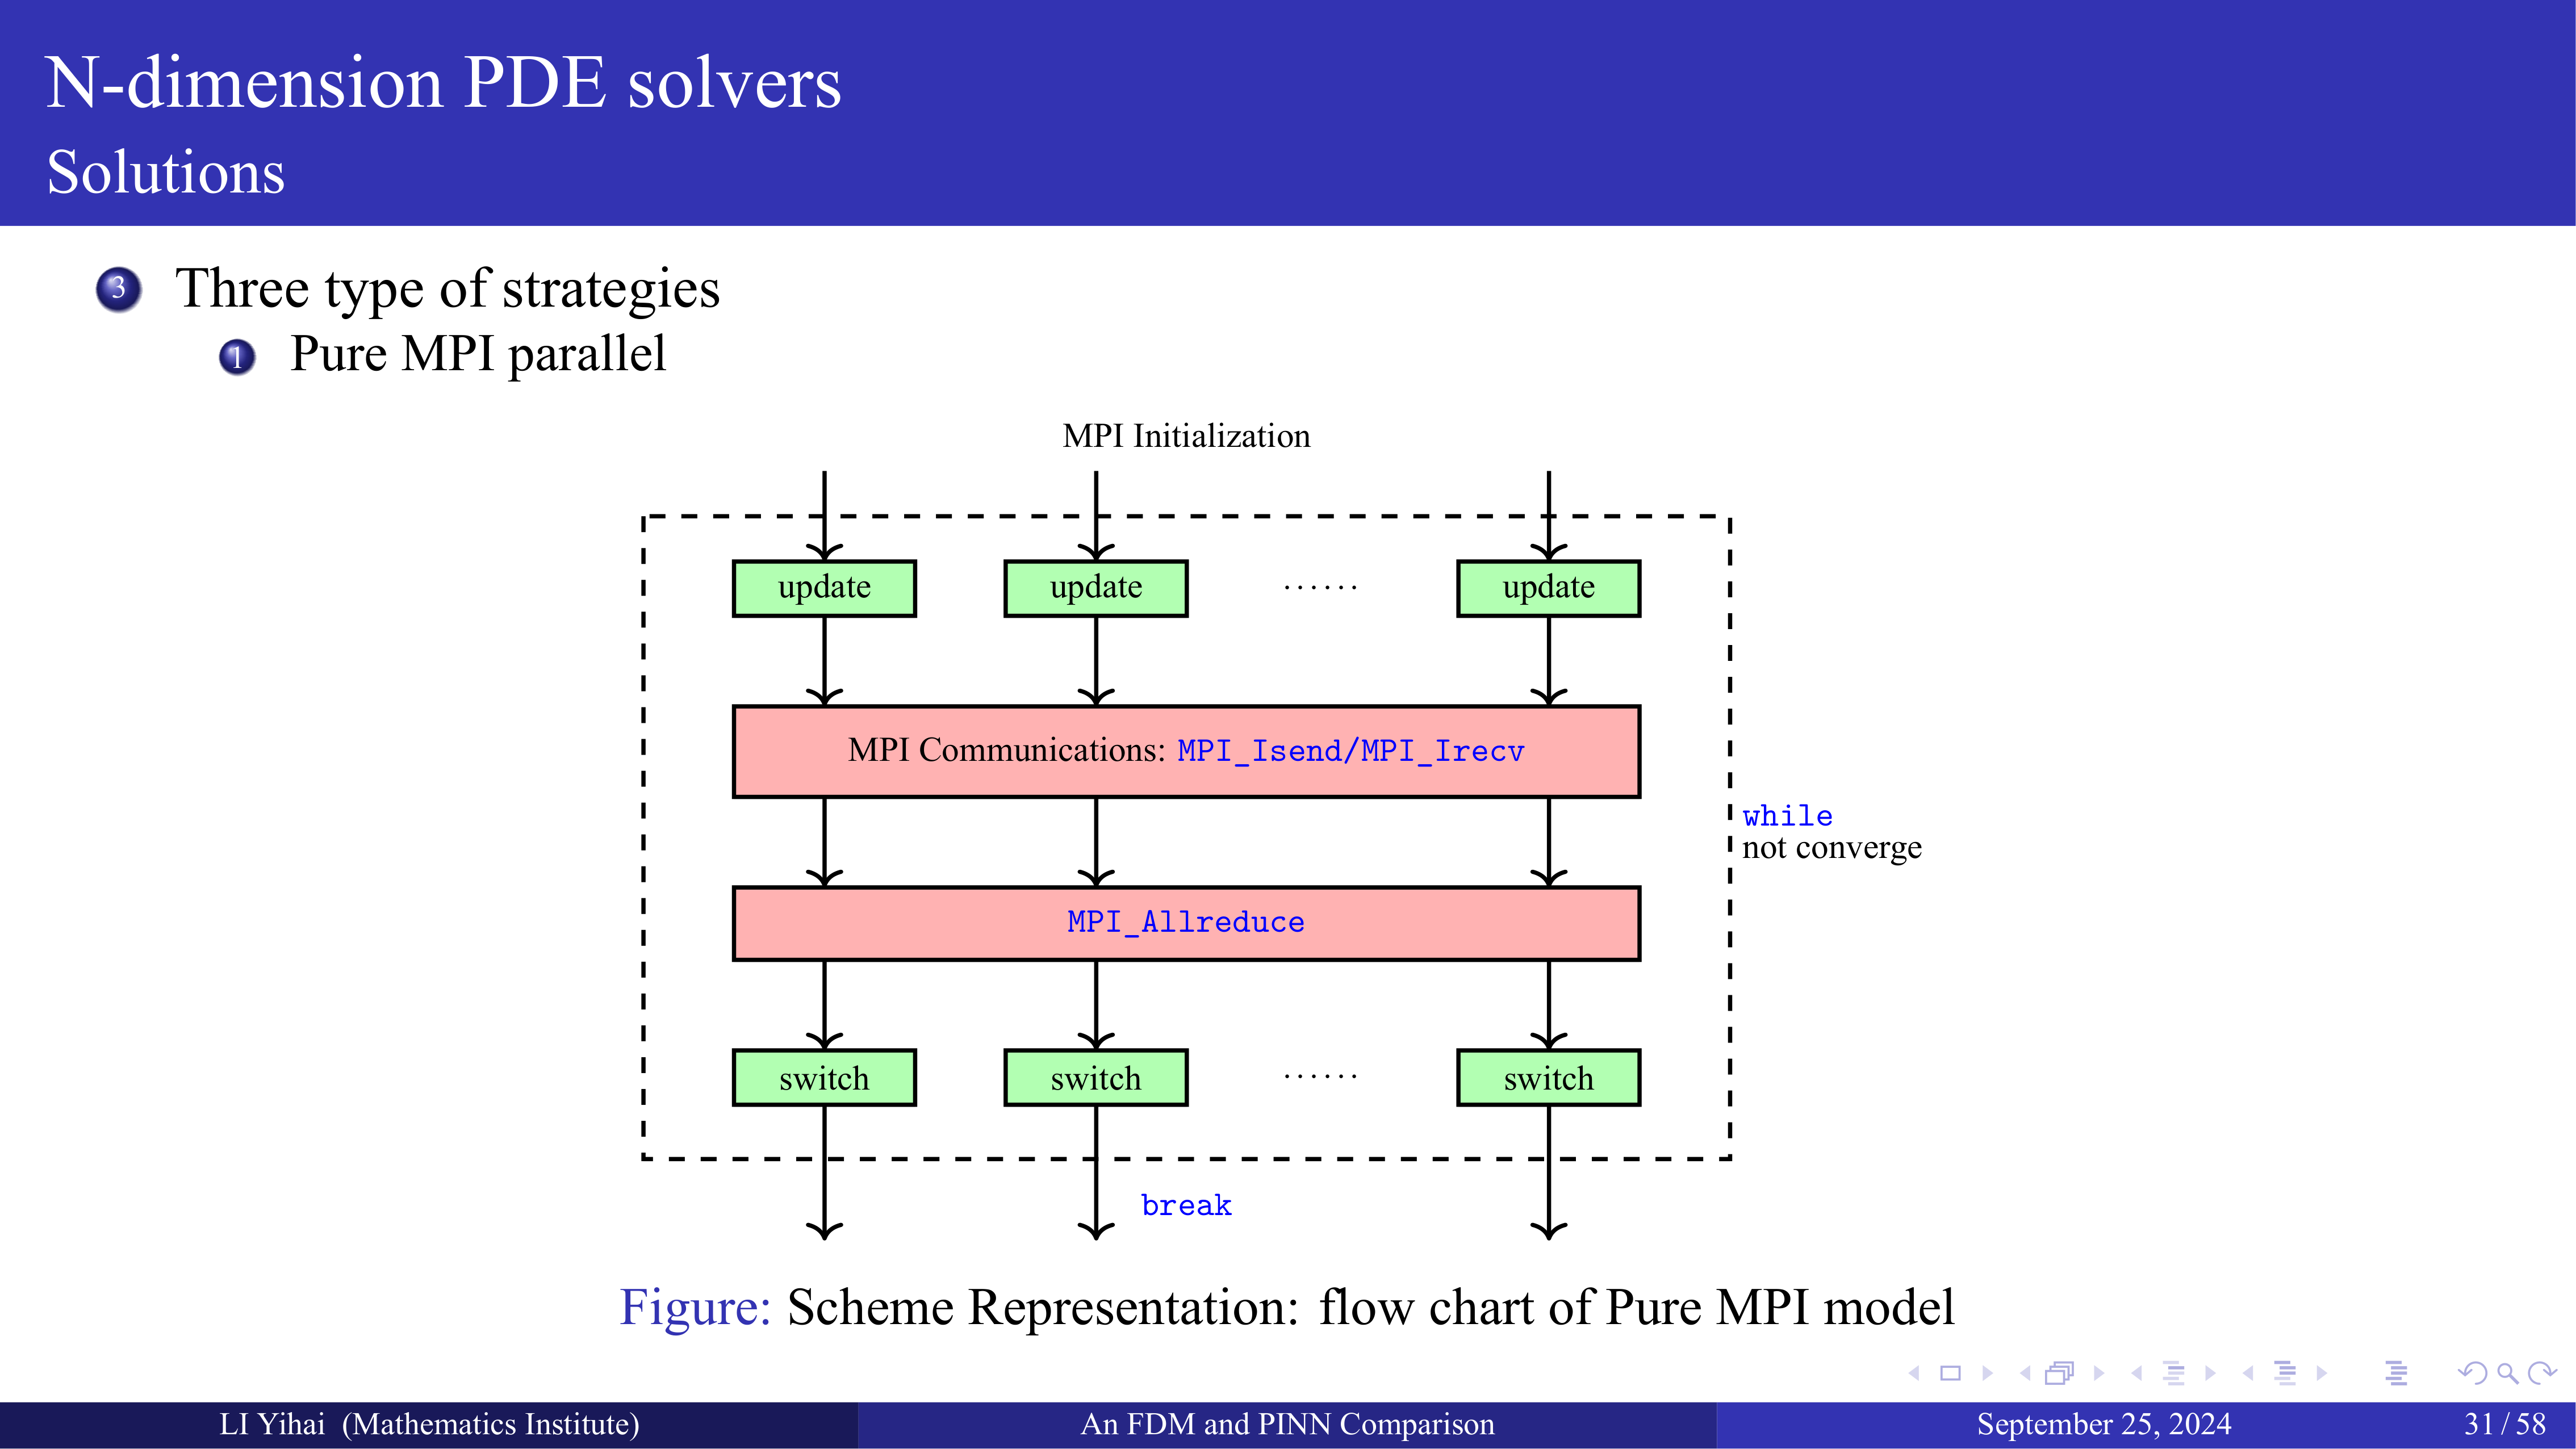 N-dimension PDE solvers
Solutions
3 Three type of strategies
1 Pure MPI parallel
MPI Initialization
update update ...... update
MPI Communications: MPI_Isend/MPI_Irecv
while
not converge
MPI_Allreduce
switch switch ...... switch
break
Figure: Scheme Representation: flow chart of Pure MPI model
LI Yihai (Mathematics Institute) An FDM and PINN Comparison September 25, 2024 31 / 58